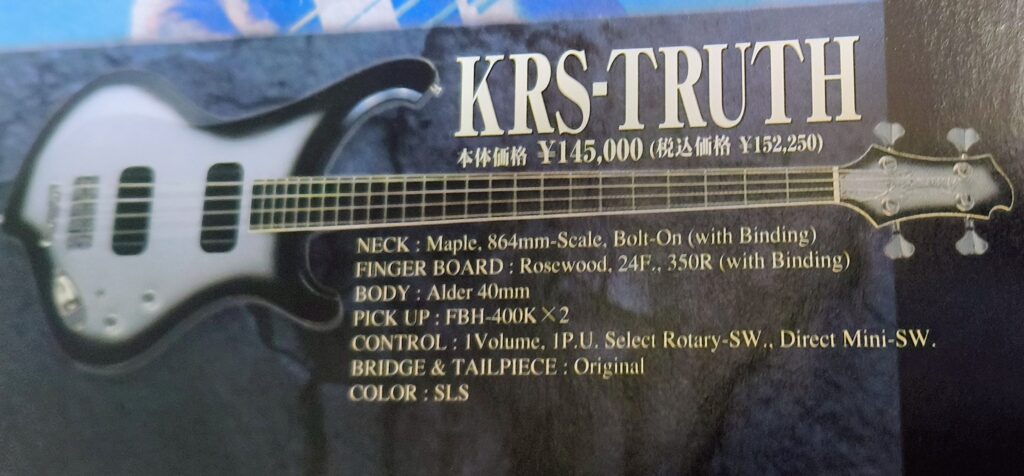 KRS-TRUTH
本体価格 ¥145,000 (税込価格 ¥152,250)
NECK : Maple, 864mm-Scale, Bolt-On (with Binding)
FINGER BOARD : Rosewood, 24F., 350R (with Binding)
BODY : Alder 40mm
PICK UP : FBH-400K×2
CONTROL : 1Volume, 1P.U. Select Rotary-SW., Direct Mini-SW.
BRIDGE & TAILPIECE : Original
COLOR : SLS